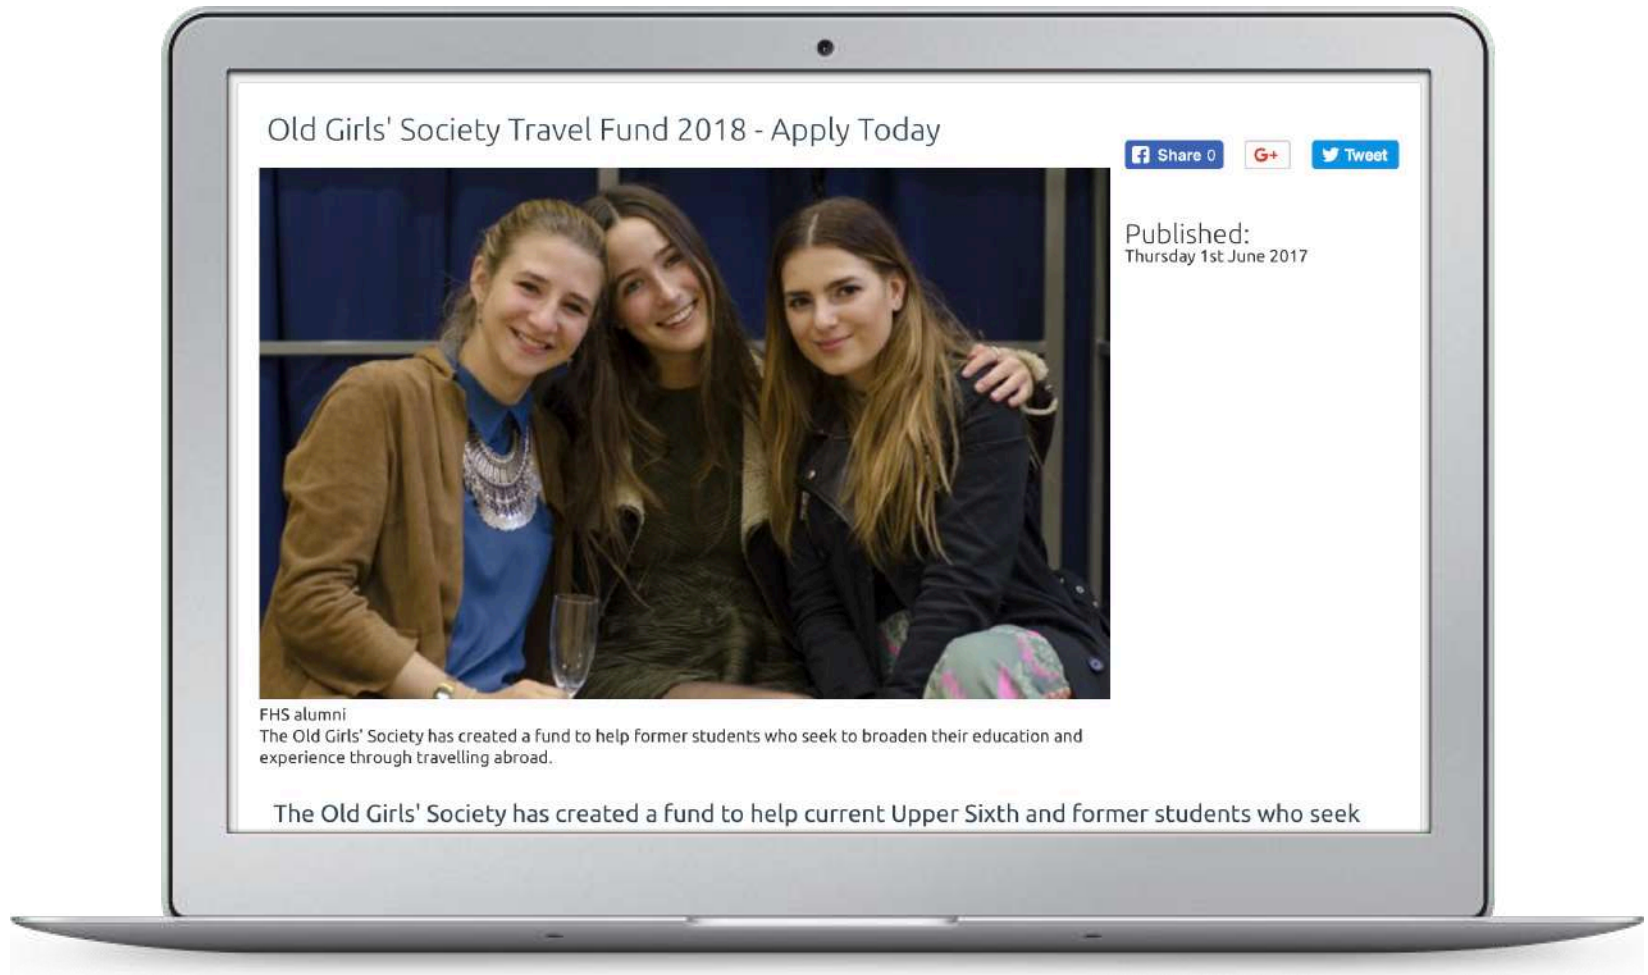 Old Girls' Society Travel Fund 2018 - Apply Today
Share 0
G+
Tweet
Published:
Thursday 1st June 2017
FHS alumni
The Old Girls' Society has created a fund to help former students who seek to broaden their education and
experience through travelling abroad.
The Old Girls' Society has created a fund to help current Upper Sixth and former students who seek